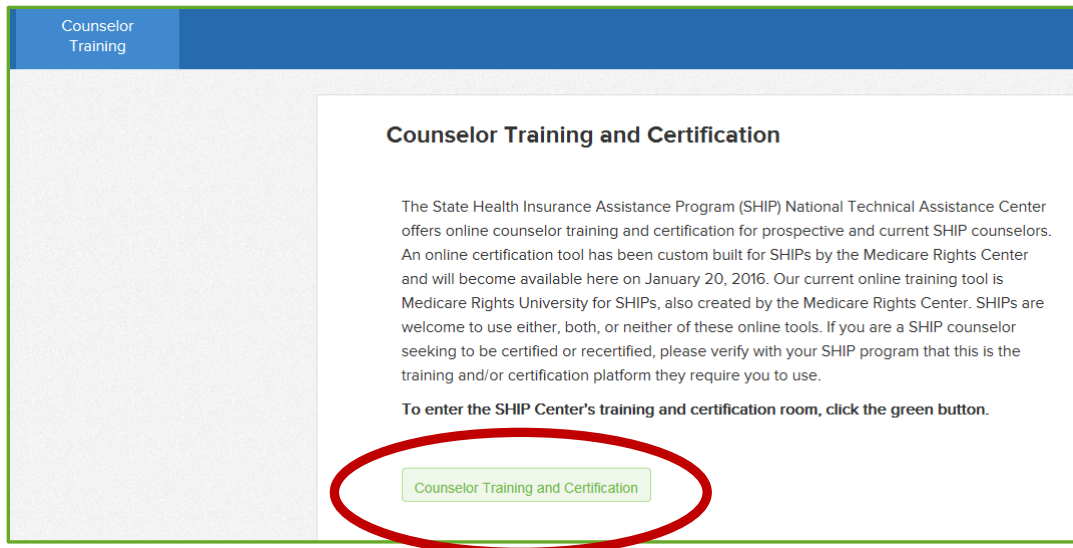 Counselor
Training
Counselor Training and Certification
The State Health Insurance Assistance Program (SHIP) National Technical Assistance Center
offers online counselor training and certification for prospective and current SHIP counselors.
An online certification tool has been custom built for SHIPs by the Medicare Rights Center
and will become available here on January 20, 2016. Our current online training tool is
Medicare Rights University for SHIPs, also created by the Medicare Rights Center. SHIPs are
welcome to use either, both, or neither of these online tools. If you are a SHIP counselor
seeking to be certified or recertified, please verify with your SHIP program that this is the
training and/or certification platform they require you to use.
To enter the SHIP Center's training and certification room, click the green button.
Counselor Training and Certification